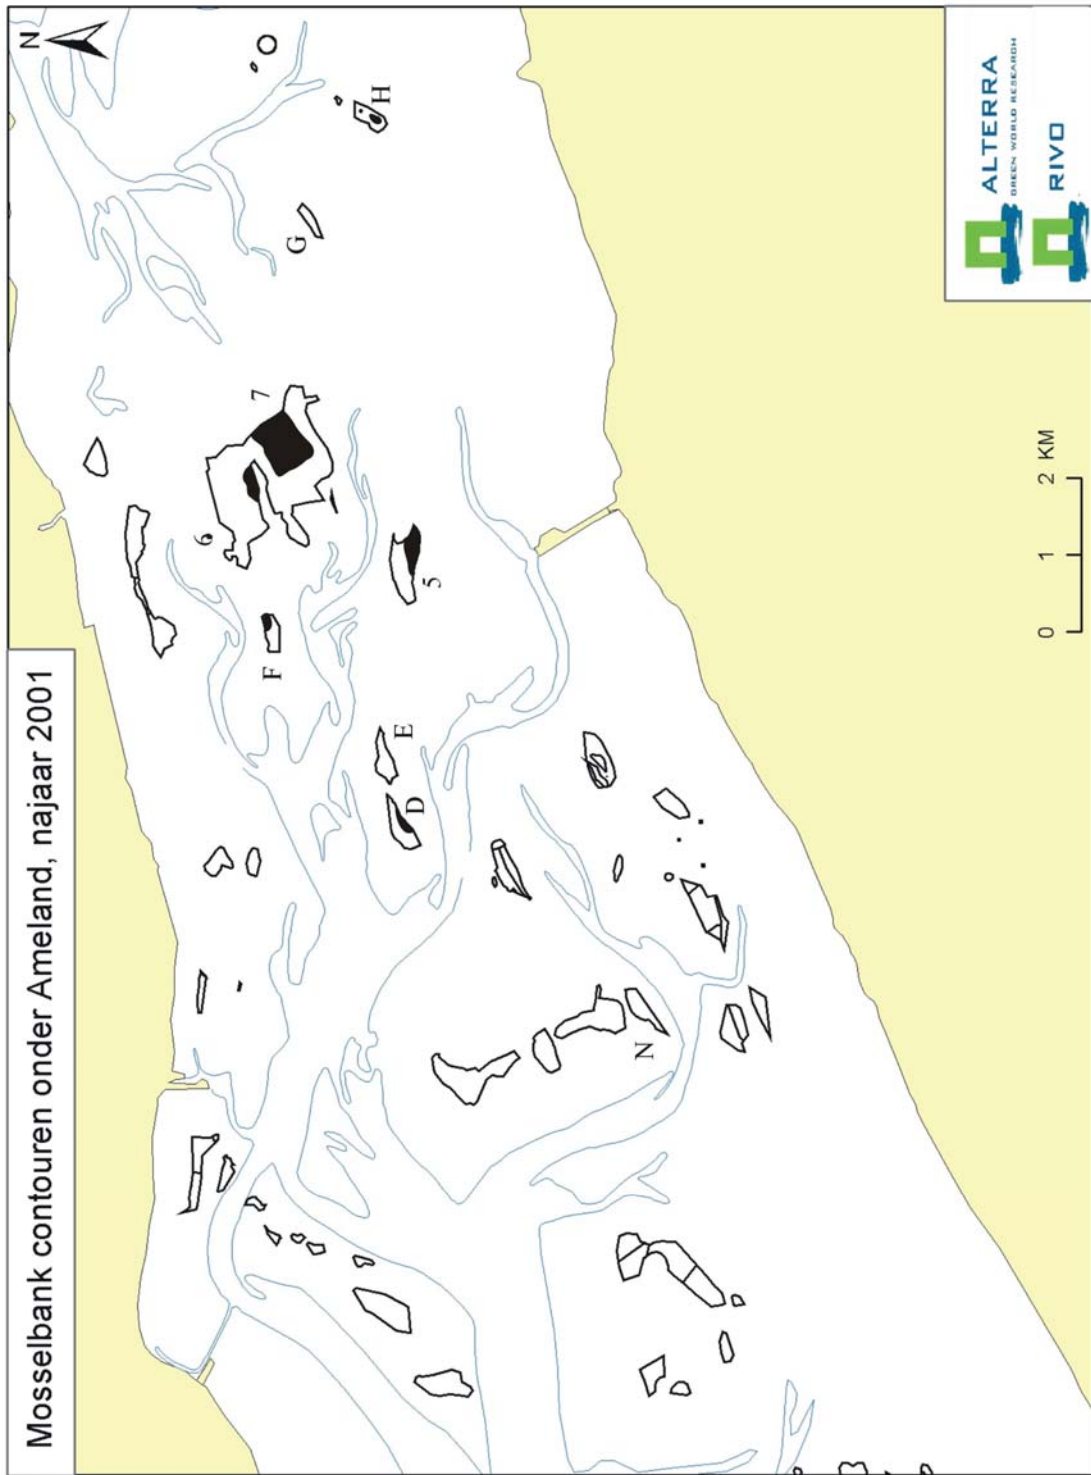 Mosselbank contouren onder Ameland, najaar 2001
N
H
G
7
6
5
F
E
D
N
0 1 2 KM
ALTERRA
GREEN WORLD RESEARCH
RIVO